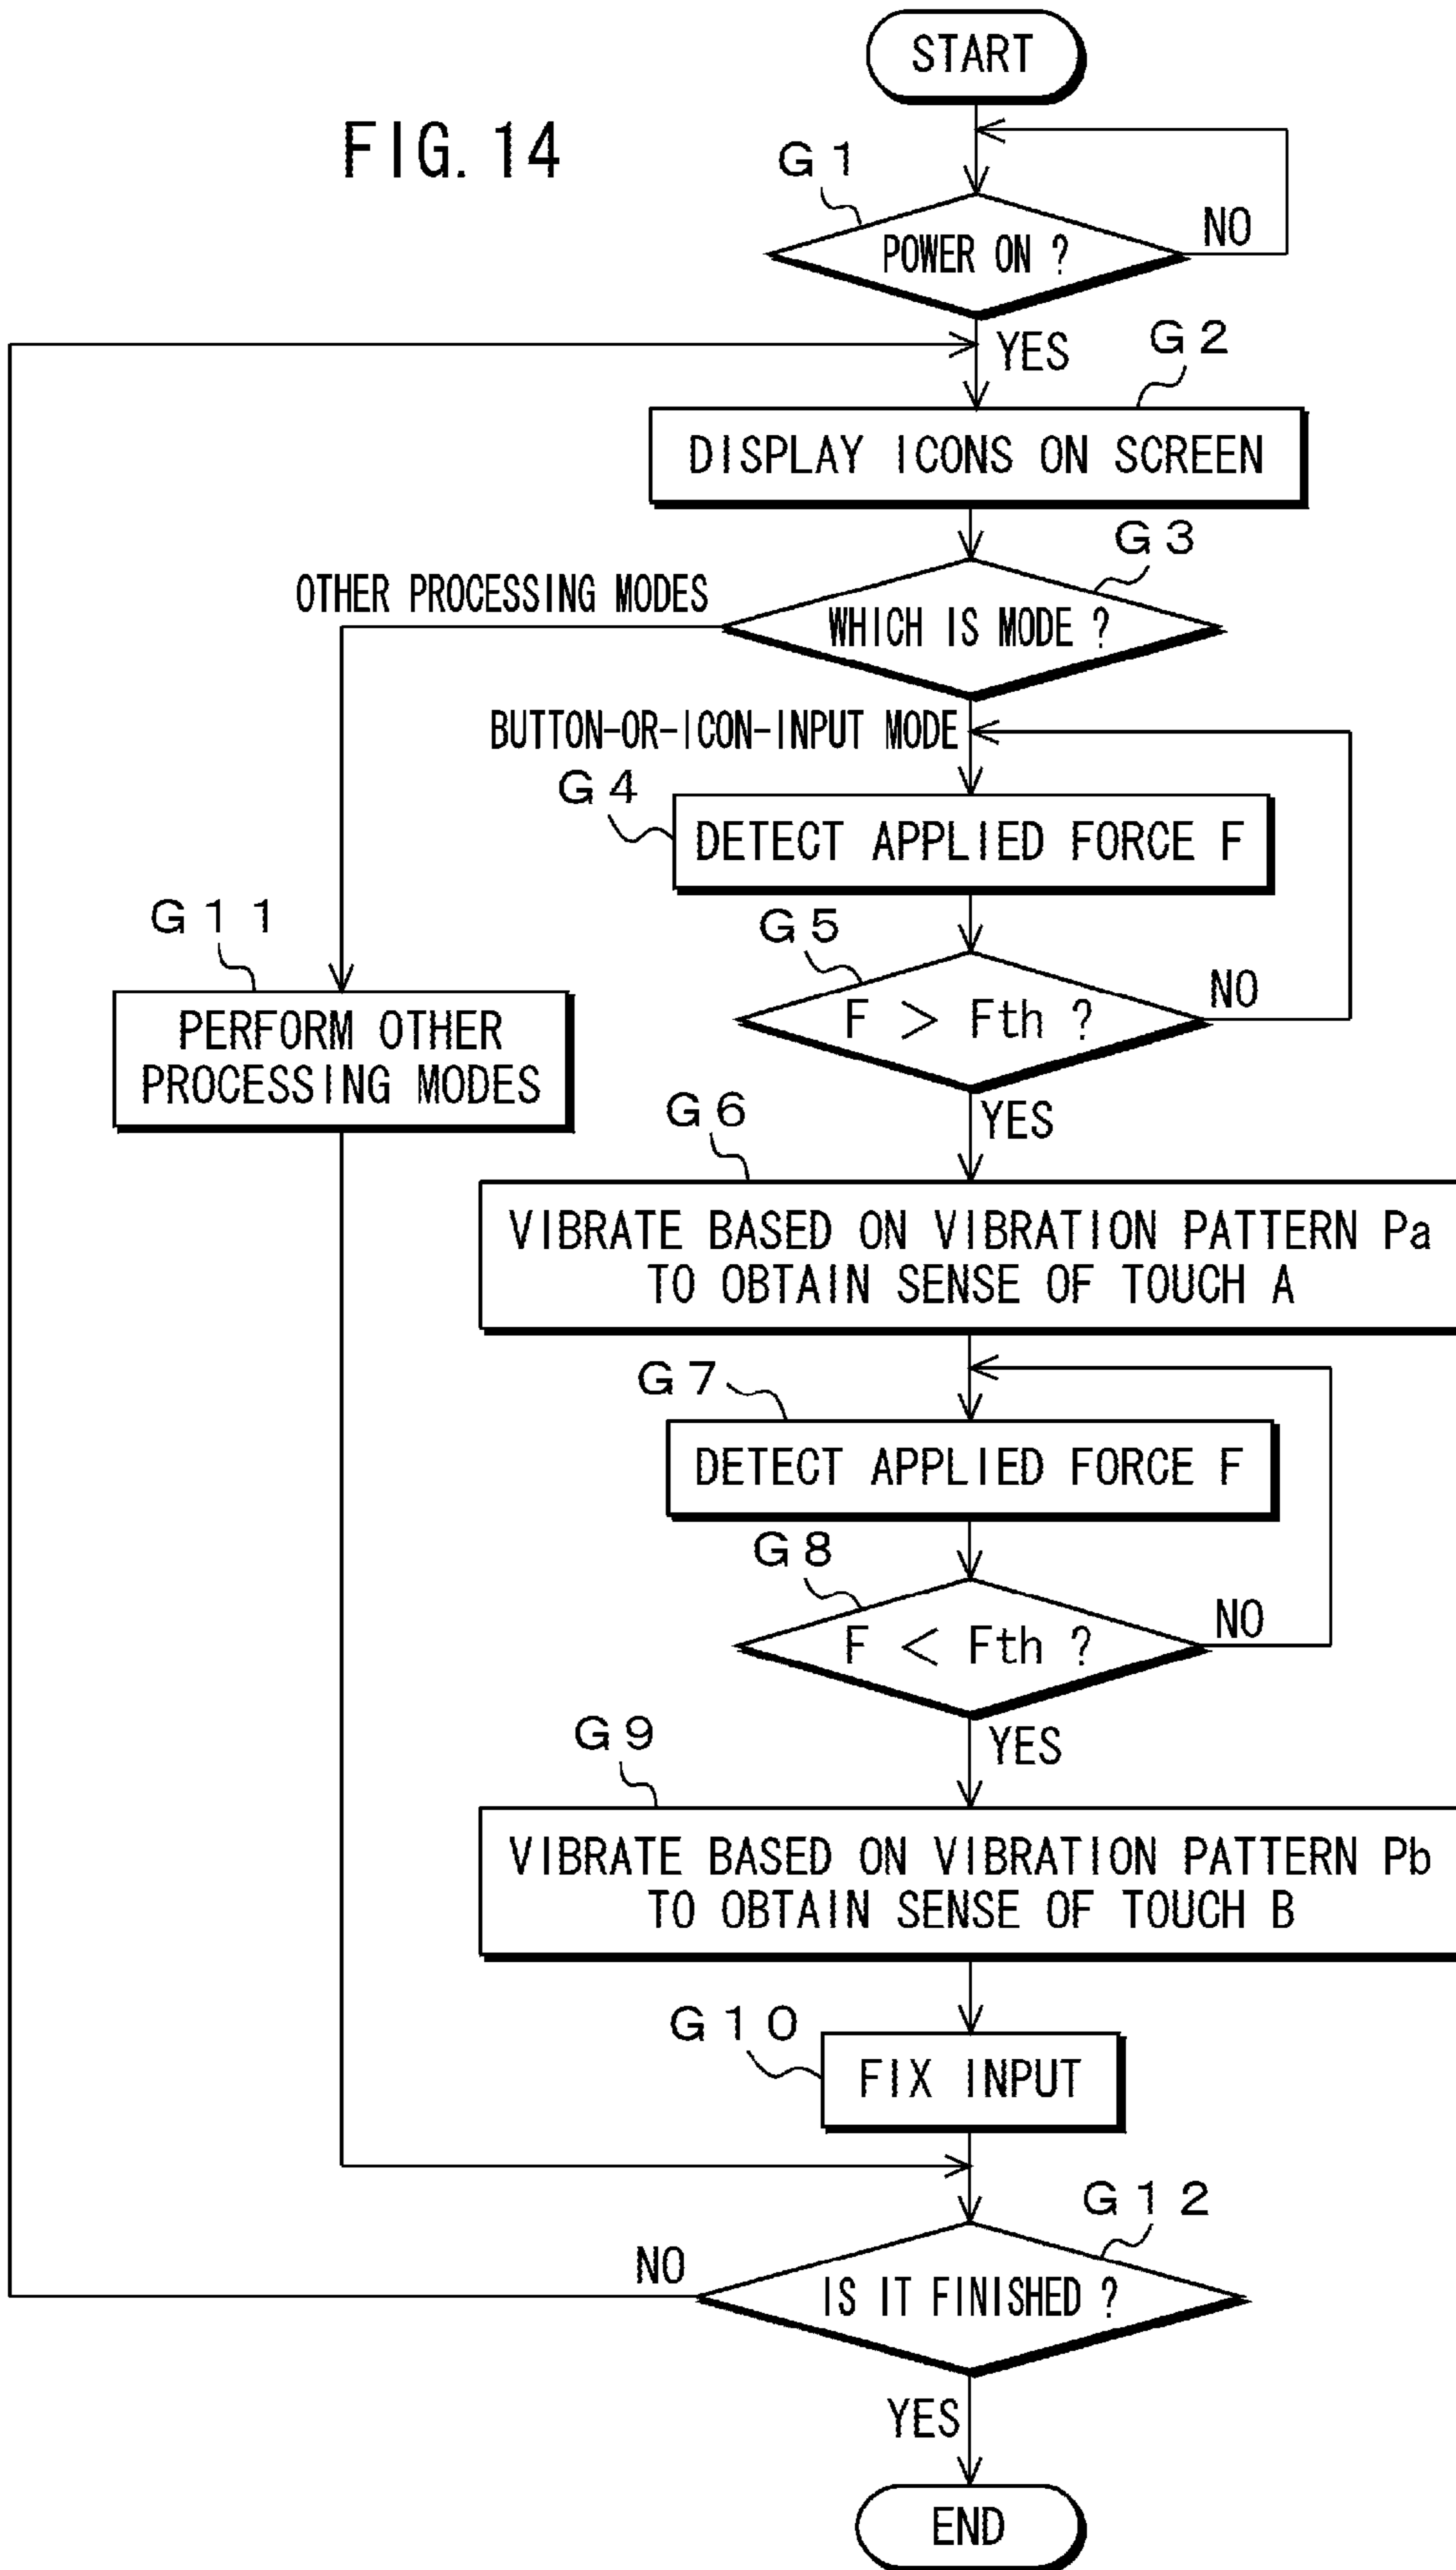 START
FIG. 14
G1
POWER ON ?
NO
YES
G2
DISPLAY ICONS ON SCREEN
G3
OTHER PROCESSING MODES
WHICH IS MODE ?
BUTTON-OR-ICON-INPUT MODE
G4
DETECT APPLIED FORCE F
G11
PERFORM OTHER
PROCESSING MODES
G5
F > Fth ?
NO
YES
G6
VIBRATE BASED ON VIBRATION PATTERN Pa
TO OBTAIN SENSE OF TOUCH A
G7
DETECT APPLIED FORCE F
G8
F < Fth ?
NO
YES
G9
VIBRATE BASED ON VIBRATION PATTERN Pb
TO OBTAIN SENSE OF TOUCH B
G10
FIX INPUT
G12
NO
IS IT FINISHED ?
YES
END